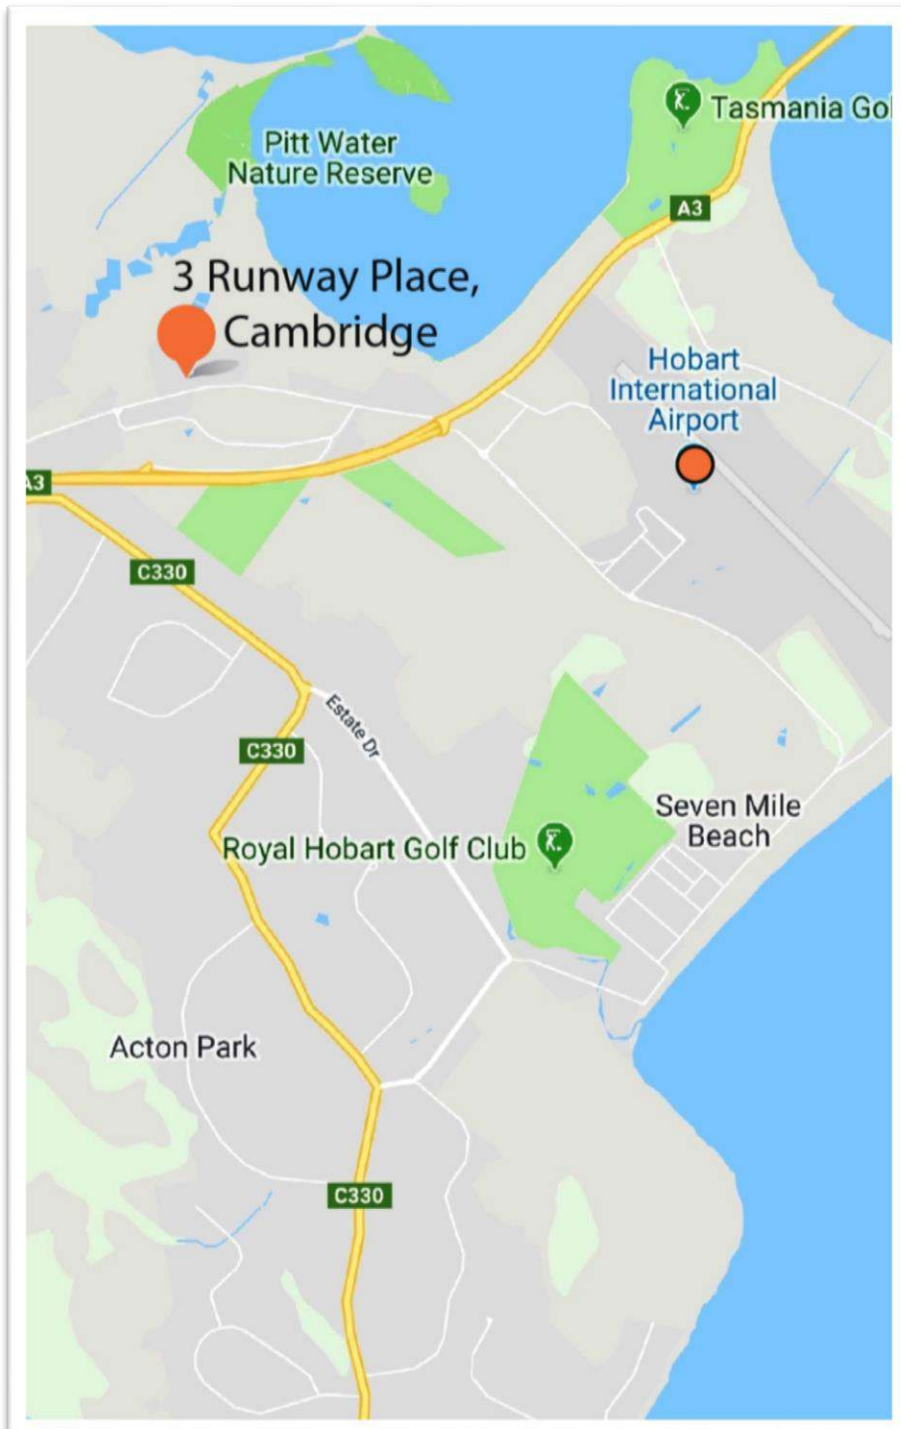 Tasmania Gol
Pitt Water
Nature Reserve
A3
3 Runway Place,
Cambridge
Hobart
International
Airport
A3
C330
Estate Dr
C330
Seven Mile
Beach
Royal Hobart Golf Club
Acton Park
C330